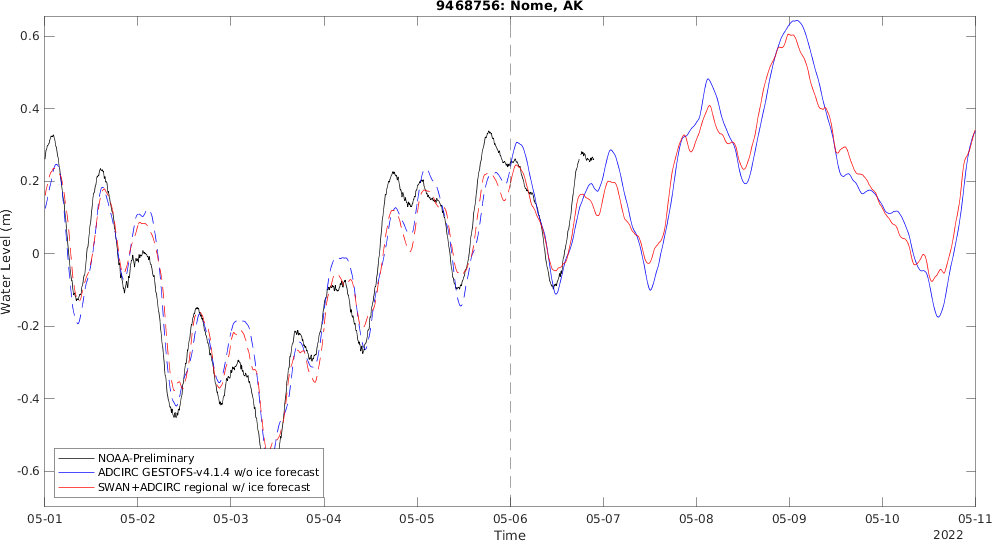 9468756: Nome, AK
Water Level (m)
0.6
0.4
0.2
0
-0.2
-0.4
-0.6
NOAA-Preliminary
ADCIRC GESTOFS-v4.1.4 w/o ice forecast
SWAN+ADCIRC regional w/ ice forecast
05-01 05-02 05-03 05-04 05-05 05-06 05-07 05-08 05-09 05-10 05-11
Time
2022